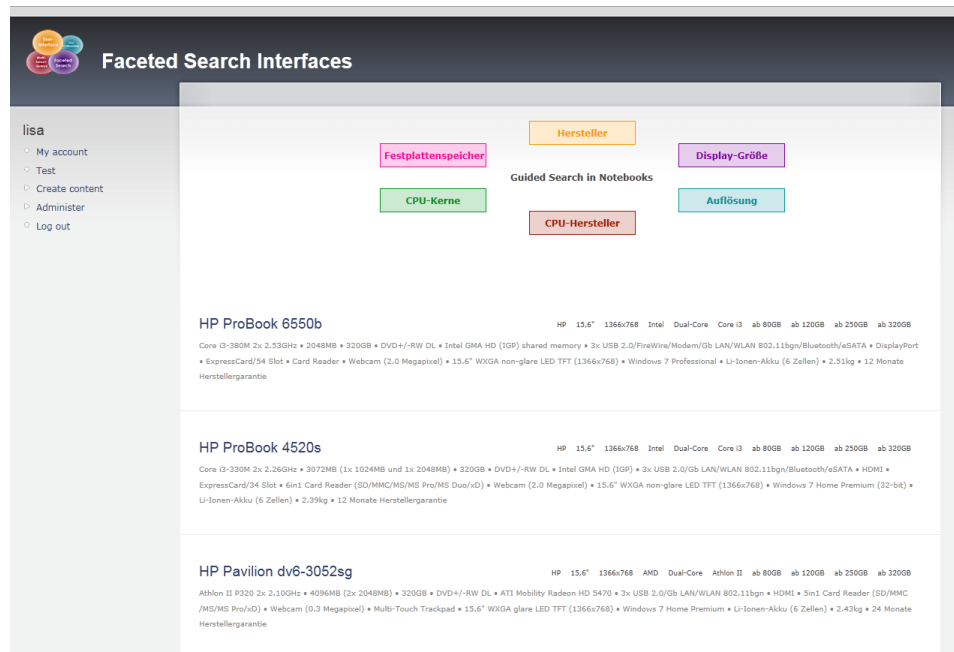 Faceted Search Interfaces
lisa
My account
Test
Create content
Administer
Log out
Hersteller
Festplattenspeicher
Display-Größe
Guided Search in Notebooks
CPU-Kerne
Auflösung
CPU-Hersteller
HP ProBook 6550b
HP 15,6" 1366x768 Intel Dual-Core Core i3 ab 80GB ab 120GB ab 250GB ab 320GB
Core i3-380M 2x 2.53GHz • 2048MB • 320GB • DVD+/-RW DL • Intel GMA HD (IGP) shared memory • 3x USB 2.0/FireWire/Modem/Gb LAN/WLAN 802.11bgn/Bluetooth/eSATA • DisplayPort
• ExpressCard/54 Slot • Card Reader • Webcam (2.0 Megapixel) • 15.6" WXGA non-glare LED TFT (1366x768) • Windows 7 Professional • Li-Ionen-Akku (6 Zellen) • 2.51kg • 12 Monate
Herstellergarantie
HP ProBook 4520s
HP 15,6" 1366x768 Intel Dual-Core Core i3 ab 80GB ab 120GB ab 250GB ab 320GB
Core i3-330M 2x 2.26GHz • 3072MB (1x 1024MB und 1x 2048MB) • 320GB • DVD+/-RW DL • Intel GMA HD (IGP) • 3x USB 2.0/Gb LAN/WLAN 802.11bgn/Bluetooth/eSATA • HDMI •
ExpressCard/34 Slot • 6in1 Card Reader (SD/MMC/MS/MS Pro/MS Duo/xD) • Webcam (2.0 Megapixel) • 15.6" WXGA non-glare LED TFT (1366x768) • Windows 7 Home Premium (32-bit) •
Li-Ionen-Akku (6 Zellen) • 2.39kg • 12 Monate Herstellergarantie
HP Pavilion dv6-3052sg
HP 15,6" 1366x768 AMD Dual-Core Athlon II ab 80GB ab 120GB ab 250GB ab 320GB
Athlon II P320 2x 2.10GHz • 4096MB (2x 2048MB) • 320GB • DVD+/-RW DL • ATI Mobility Radeon HD 5470 • 3x USB 2.0/Gb LAN/WLAN 802.11bgn • HDMI • 5in1 Card Reader (SD/MMC
/MS/MS Pro/xD) • Webcam (0.3 Megapixel) • Multi-Touch Trackpad • 15.6" WXGA glare LED TFT (1366x768) • Windows 7 Home Premium • Li-Ionen-Akku (6 Zellen) • 2.43kg • 24 Monate
Herstellergarantie